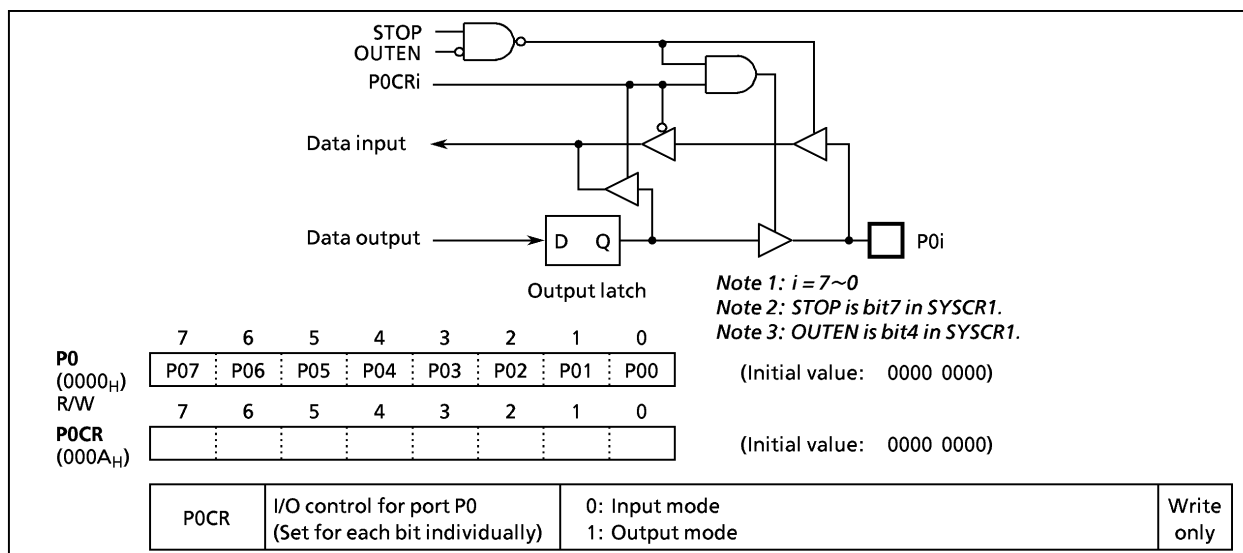 STOP
OUTEN
P0CRi
Data input
Data output
D Q
P0i
Output latch
Note 1: i = 7~0
Note 2: STOP is bit7 in SYSCR1.
Note 3: OUTEN is bit4 in SYSCR1.
7 6 5 4 3 2 1 0
P0
(0000H)
R/W
P07 P06 P05 P04 P03 P02 P01 P00
(Initial value: 0000 0000)
7 6 5 4 3 2 1 0
P0CR
(000AH)
(Initial value: 0000 0000)
P0CR
I/O control for port P0
(Set for each bit individually)
0: Input mode
1: Output mode
Write
only